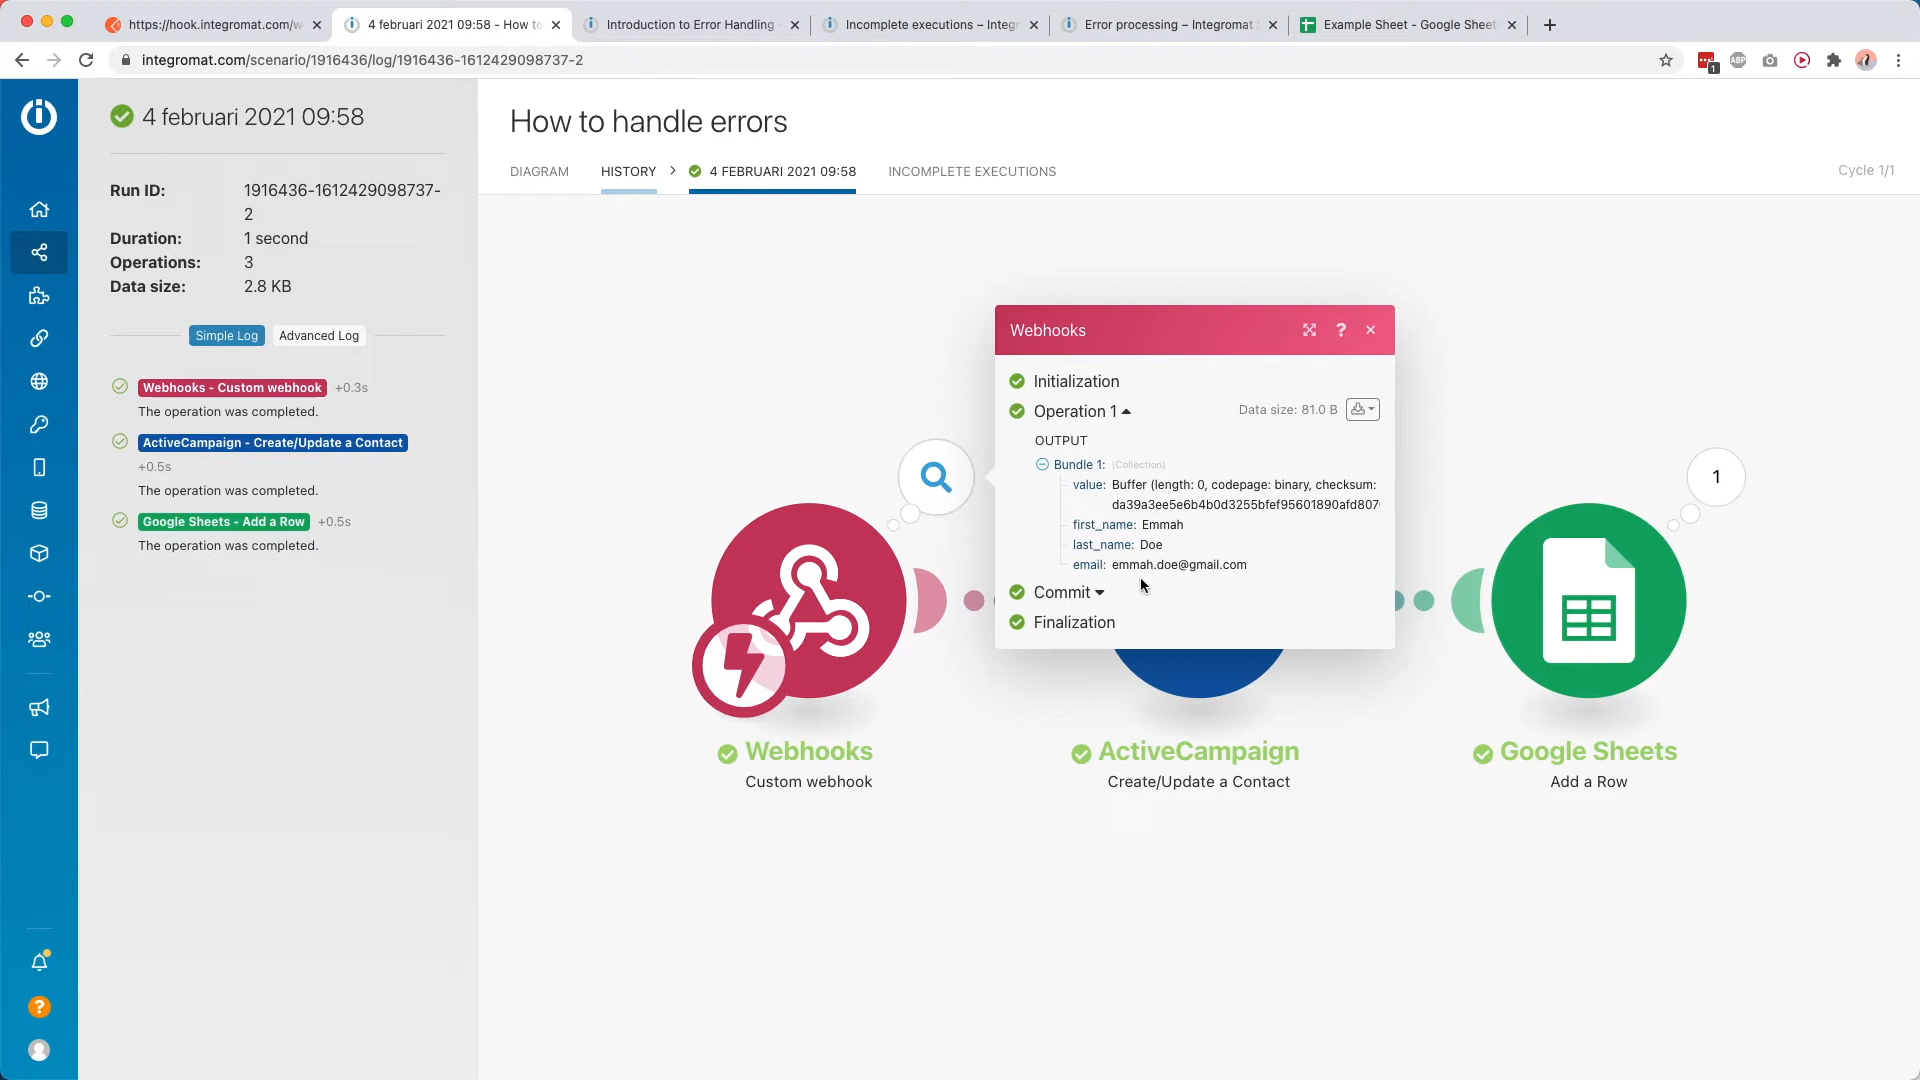 https://hook.integromat.com/w
4 februari 2021 09:58 - How to
Introduction to Error Handling -
Incomplete executions – Integr
Error processing – Integromat
Example Sheet - Google Sheet
integromat.com/scenario/1916436/log/1916436-1612429098737-2
1
ABP
4 februari 2021 09:58
Run ID: 1916436-1612429098737-
2
Duration: 1 second
Operations: 3
Data size: 2.8 KB
Simple Log Advanced Log
Webhooks - Custom webhook +0.3s
The operation was completed.
ActiveCampaign - Create/Update a Contact
+0.5s
The operation was completed.
Google Sheets - Add a Row +0.5s
The operation was completed.
How to handle errors
DIAGRAM HISTORY 4 FEBRUARI 2021 09:58 INCOMPLETE EXECUTIONS
Cycle 1/1
Webhooks ?
Initialization
Operation 1 Data size: 81.0 B
OUTPUT
Bundle 1: (Collection)
value: Buffer (length: 0, codepage: binary, checksum:
da39a3ee5e6b4b0d3255bfef95601890afd8070
first_name: Emmah
last_name: Doe
email: emmah.doe@gmail.com
Commit
Finalization
1
Webhooks
Custom webhook
ActiveCampaign
Create/Update a Contact
Google Sheets
Add a Row
?